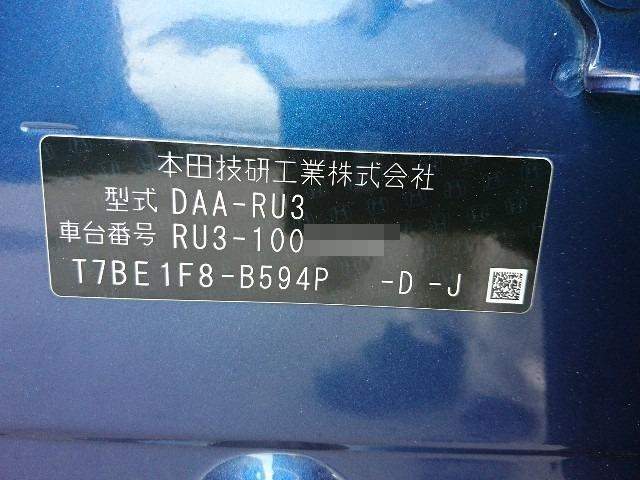 本田技研工業株式会社
型式 DAA-RU3
車台番号 RU3-100
T7BE1F8-B594P -D -J